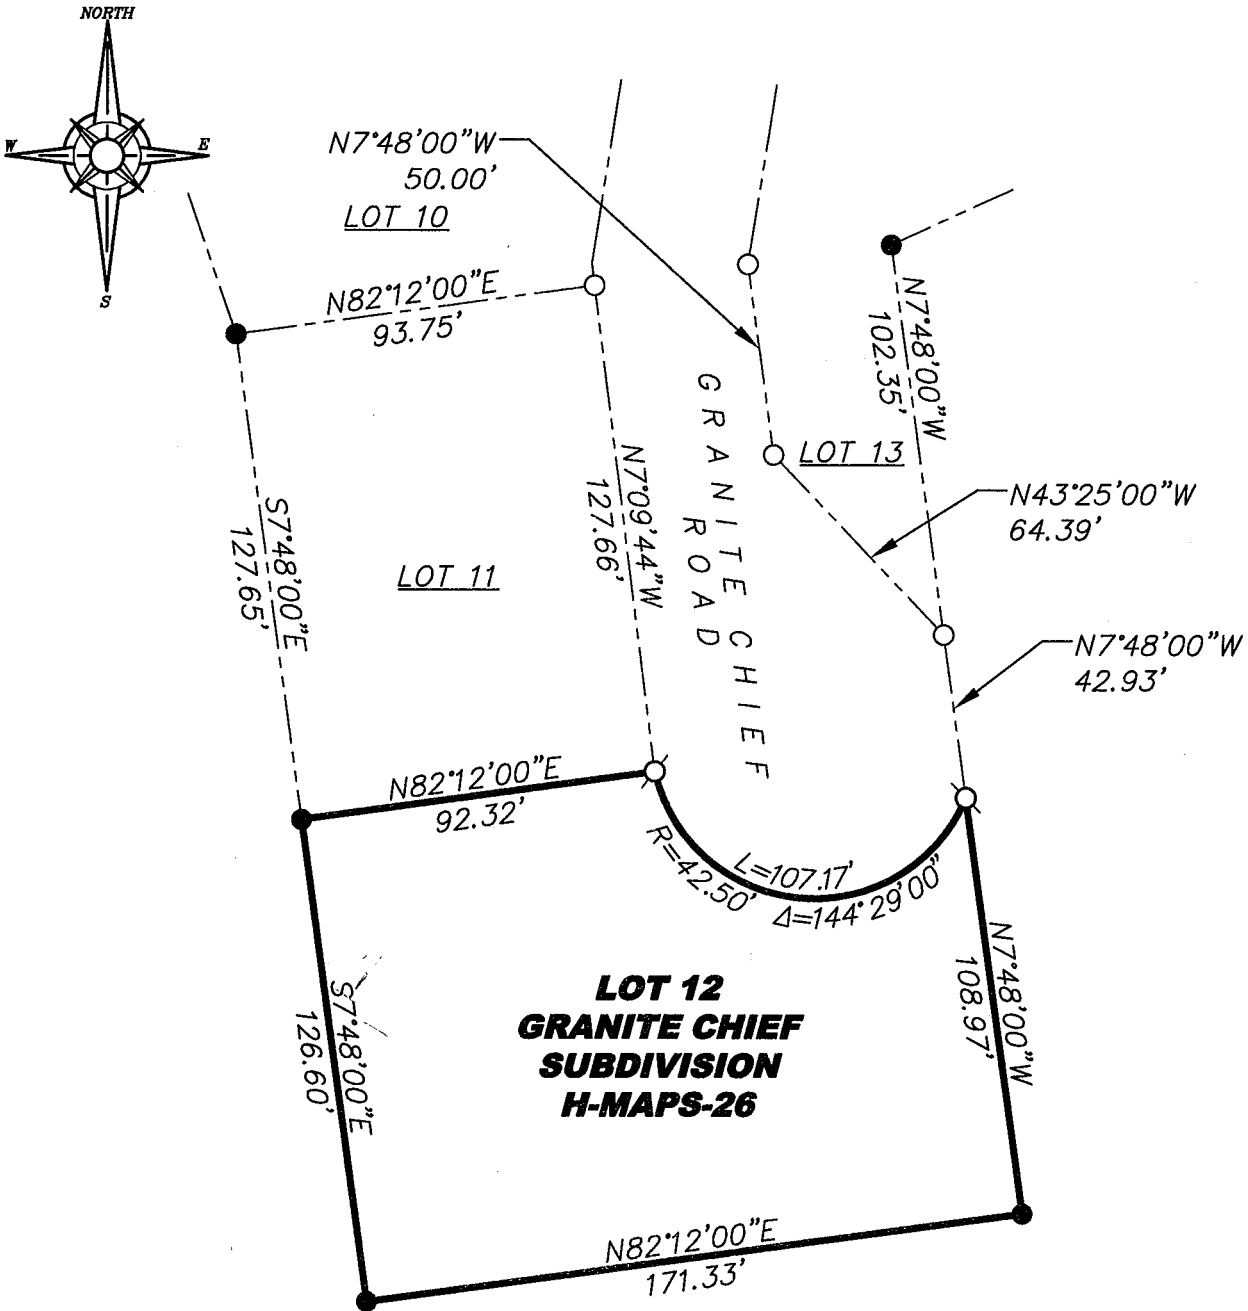 NORTH
W
E
S
N7°48'00"W
50.00'
LOT 10
N82°12'00"E
93.75'
N7°48'00"W
102.35'
GRANITE CHIEF
ROAD
LOT 13
N43°25'00"W
64.39'
S7°48'00"E
127.65'
LOT 11
N7°09'44"W
127.66'
N7°48'00"W
42.93'
N82°12'00"E
92.32'
R=42.50'
L=107.17'
Δ=144°29'00"
S7°48'00"E
126.60'
LOT 12
GRANITE CHIEF
SUBDIVISION
H-MAPS-26
N7°48'00"W
108.97'
N82°12'00"E
171.33'